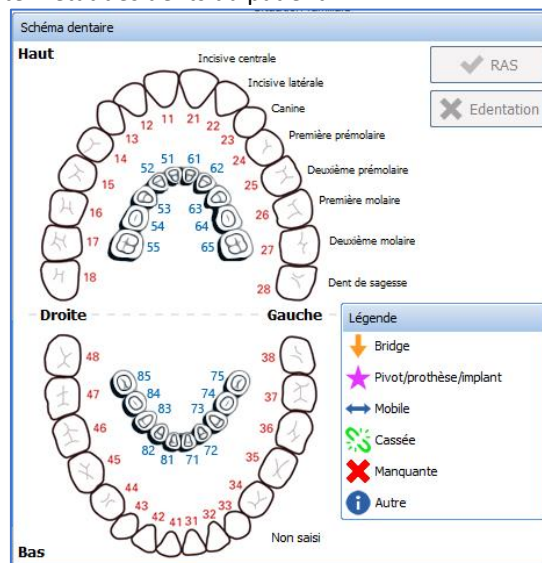 Schéma dentaire
Haut
Incisive centrale
RAS
Incisive latérale
Edentation
Canine
Première prémolaire
Deuxième prémolaire
Première molaire
Deuxième molaire
Dent de sagesse
18 17 16 15 14 13 12 11 21 22 23 24 25 26 27 28
55 54 53 52 51 61 62 63 64 65
Droite
Gauche
48 47 46 45 44 43 42 41 31 32 33 34 35 36 37 38
85 84 83 82 81 71 72 73 74 75
Non saisi
Bas
Légende
Bridge
Pivot/prothèse/implant
Mobile
Cassée
Manquante
Autre